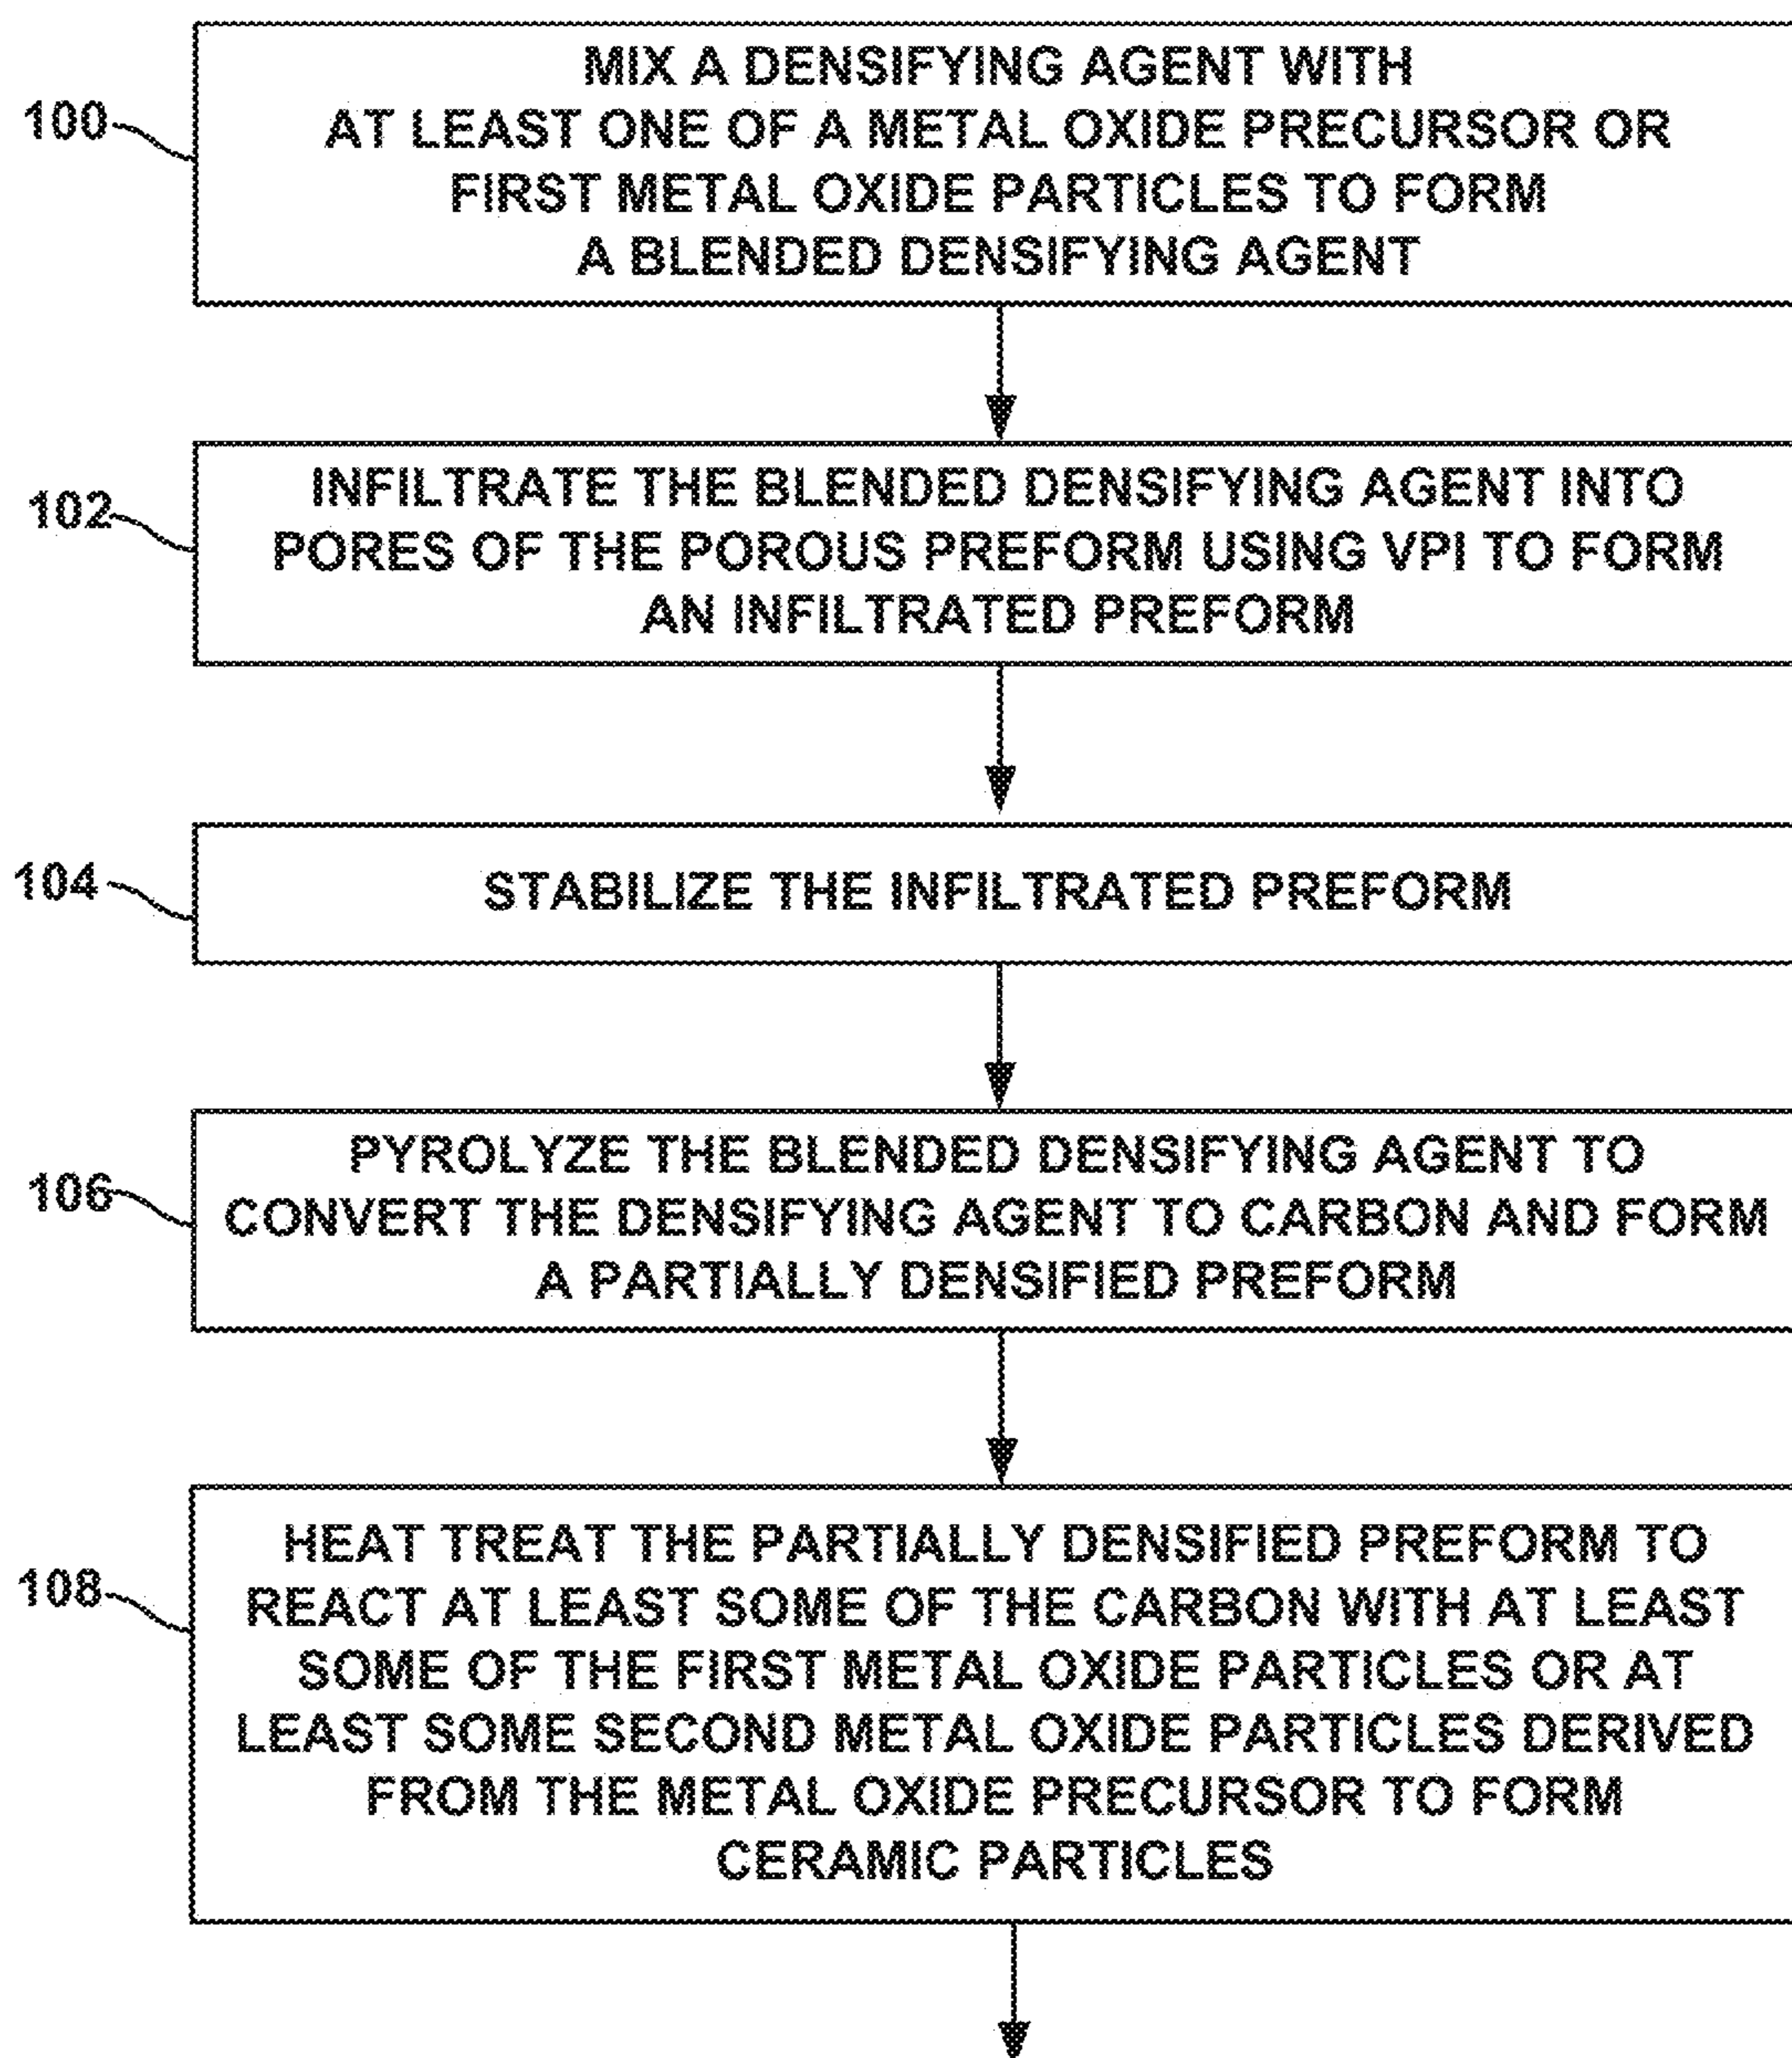 MIX A DENSIFYING AGENT WITH
100
AT LEAST ONE OF A METAL OXIDE PRECURSOR OR
FIRST METAL OXIDE PARTICLES TO FORM
A BLENDED DENSIFYING AGENT
INFILTRATE THE BLENDED DENSIFYING AGENT INTO
102
PORES OF THE POROUS PREFORM USING VPI TO FORM
AN INFILTRATED PREFORM
104
STABILIZE THE INFILTRATED PREFORM
PYROLYZE THE BLENDED DENSIFYING AGENT TO
106
CONVERT THE DENSIFYING AGENT TO CARBON AND FORM
A PARTIALLY DENSIFIED PREFORM
HEAT TREAT THE PARTIALLY DENSIFIED PREFORM TO
108
REACT AT LEAST SOME OF THE CARBON WITH AT LEAST
SOME OF THE FIRST METAL OXIDE PARTICLES OR AT
LEAST SOME SECOND METAL OXIDE PARTICLES DERIVED
FROM THE METAL OXIDE PRECURSOR TO FORM
CERAMIC PARTICLES